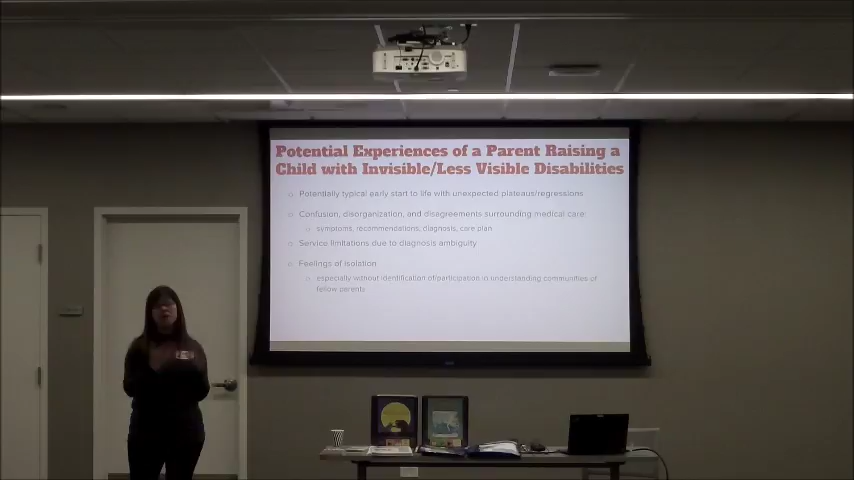 Potential Experiences of a Parent Raising a
Child with Invisible/Less Visible Disabilities
Potentially typical early start to life with unexpected plateaus/regressions
Confusion, disorganization, and disagreements surrounding medical care:
symptoms, recommendations, diagnosis, care plan
Service limitations due to diagnosis ambiguity
Feelings of isolation
especially without identification of/participation in understanding communities of
fellow parents